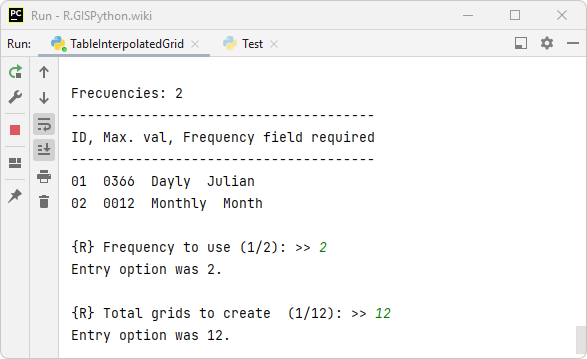 PC
Run - R.GISPython.wiki
Run: TableInterpolatedGrid Test
Frecuencies: 2
--------------------------------------
ID, Max. val, Frequency field required
--------------------------------------
01  0366  Dayly  Julian
02  0012  Monthly  Month
{R} Frequency to use (1/2): >> 2
Entry option was 2.
{R} Total grids to create  (1/12): >> 12
Entry option was 12.